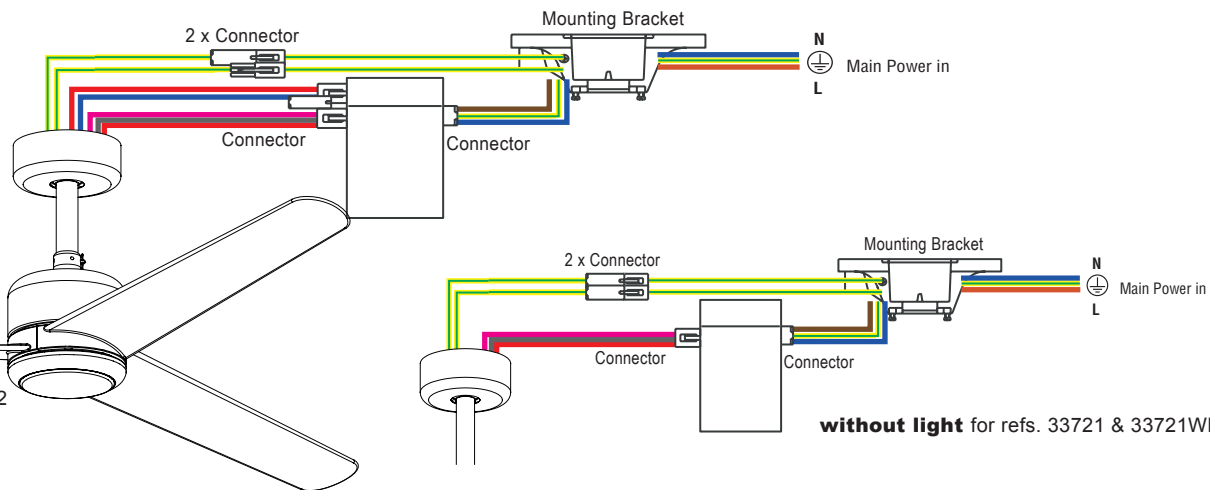 Mounting Bracket
2 x Connector
N
Main Power in
L
Connector
Connector
Mounting Bracket
2 x Connector
N
Main Power in
L
Connector
Connector
2
without light for refs. 33721 &